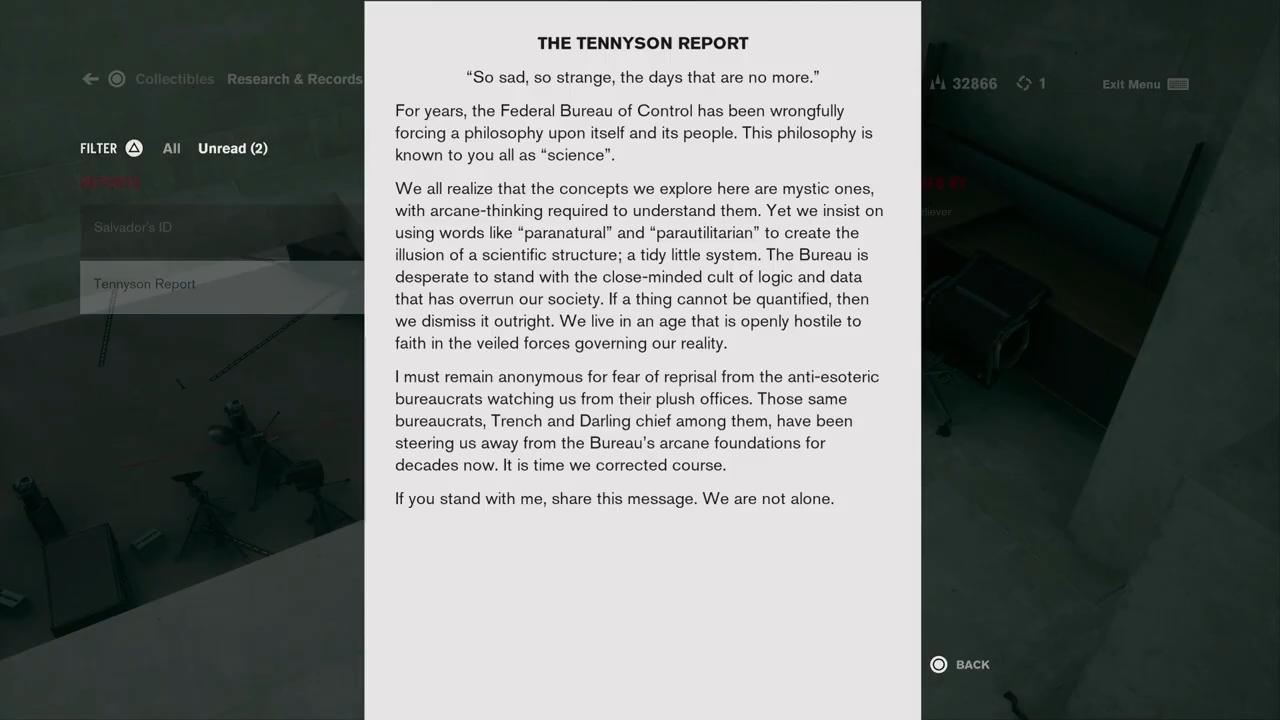 THE TENNYSON REPORT
“So sad, so strange, the days that are no more.”
For years, the Federal Bureau of Control has been wrongfully
forcing a philosophy upon itself and its people. This philosophy is
known to you all as “science”.
We all realize that the concepts we explore here are mystic ones,
with arcane-thinking required to understand them. Yet we insist on
using words like “paranatural” and “parautilitarian” to create the
illusion of a scientific structure; a tidy little system. The Bureau is
desperate to stand with the close-minded cult of logic and data
that has overrun our society. If a thing cannot be quantified, then
we dismiss it outright. We live in an age that is openly hostile to
faith in the veiled forces governing our reality.
I must remain anonymous for fear of reprisal from the anti-esoteric
bureaucrats watching us from their plush offices. Those same
bureaucrats, Trench and Darling chief among them, have been
steering us away from the Bureau’s arcane foundations for
decades now. It is time we corrected course.
If you stand with me, share this message. We are not alone.
Collectibles Research & Records
FILTER All Unread (2)
Salvador's ID
Tennyson Report
32866 1 Exit Menu
BACK